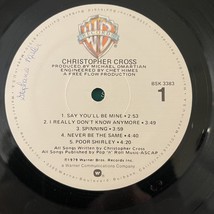 CHRISTOPHER CROSS
PRODUCED BY MICHAEL OMARTIAN
ENGINEERED BY CHET HIMES
A FREE FLOW PRODUCTION
BSK 3383
1
1. SAY YOU'LL BE MINE • 2:53
2. I REALLY DON'T KNOW ANYMORE • 3:49
3. SPINNING • 3:59
4. NEVER BE THE SAME • 4:40
5. POOR SHIRLEY • 4:20
All Songs Written by Christopher Cross
All Songs Published by Pop 'n' Roll Music-ASCAP
℗ 1979 Warner Bros. Records Inc.